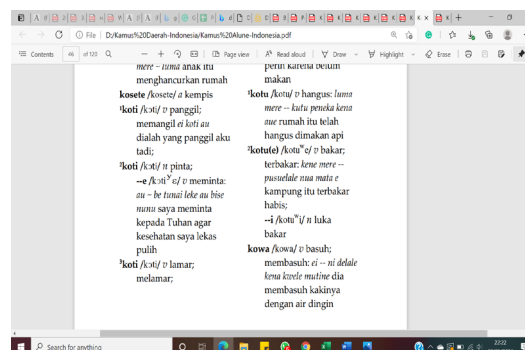 File
D:/Kamus%20Daerah-Indonesia/Kamus%20Alune-Indonesia.pdf
Contents
46
of 120
Page view
Read aloud
Draw
Highlight
Erase
mere – luma anak itu
menghancurkan rumah
kosete /kosete/ a kempis
¹koti /kɔti/ v panggil;
memangil ei koti au
dialah yang panggil aku
tadi;
²koti /kɔti/ n pinta;
--e /kɔtiʸɛ/ v meminta:
au – be tunai leke au bise
nunu saya meminta
kepada Tuhan agar
kesehatan saya lekas
pulih
³koti /kɔti/ v lamar;
melamar;
perin karena belum
makan
¹kotu /kotu/ v hangus: luma
mere -- kutu peneka kena
aue rumah itu telah
hangus dimakan api
²kotu(e) /kotuʷe/ v bakar;
terbakar: kene mere --
pusuelale nua mata e
kampung itu terbakar
habis;
--i /kotuʷi/ n luka
bakar
kowa /kowa/ v basuh;
membasuh: ei -- ni delale
kena kwele mutine dia
membasuh kakinya
dengan air dingin
Search for anything
22:22